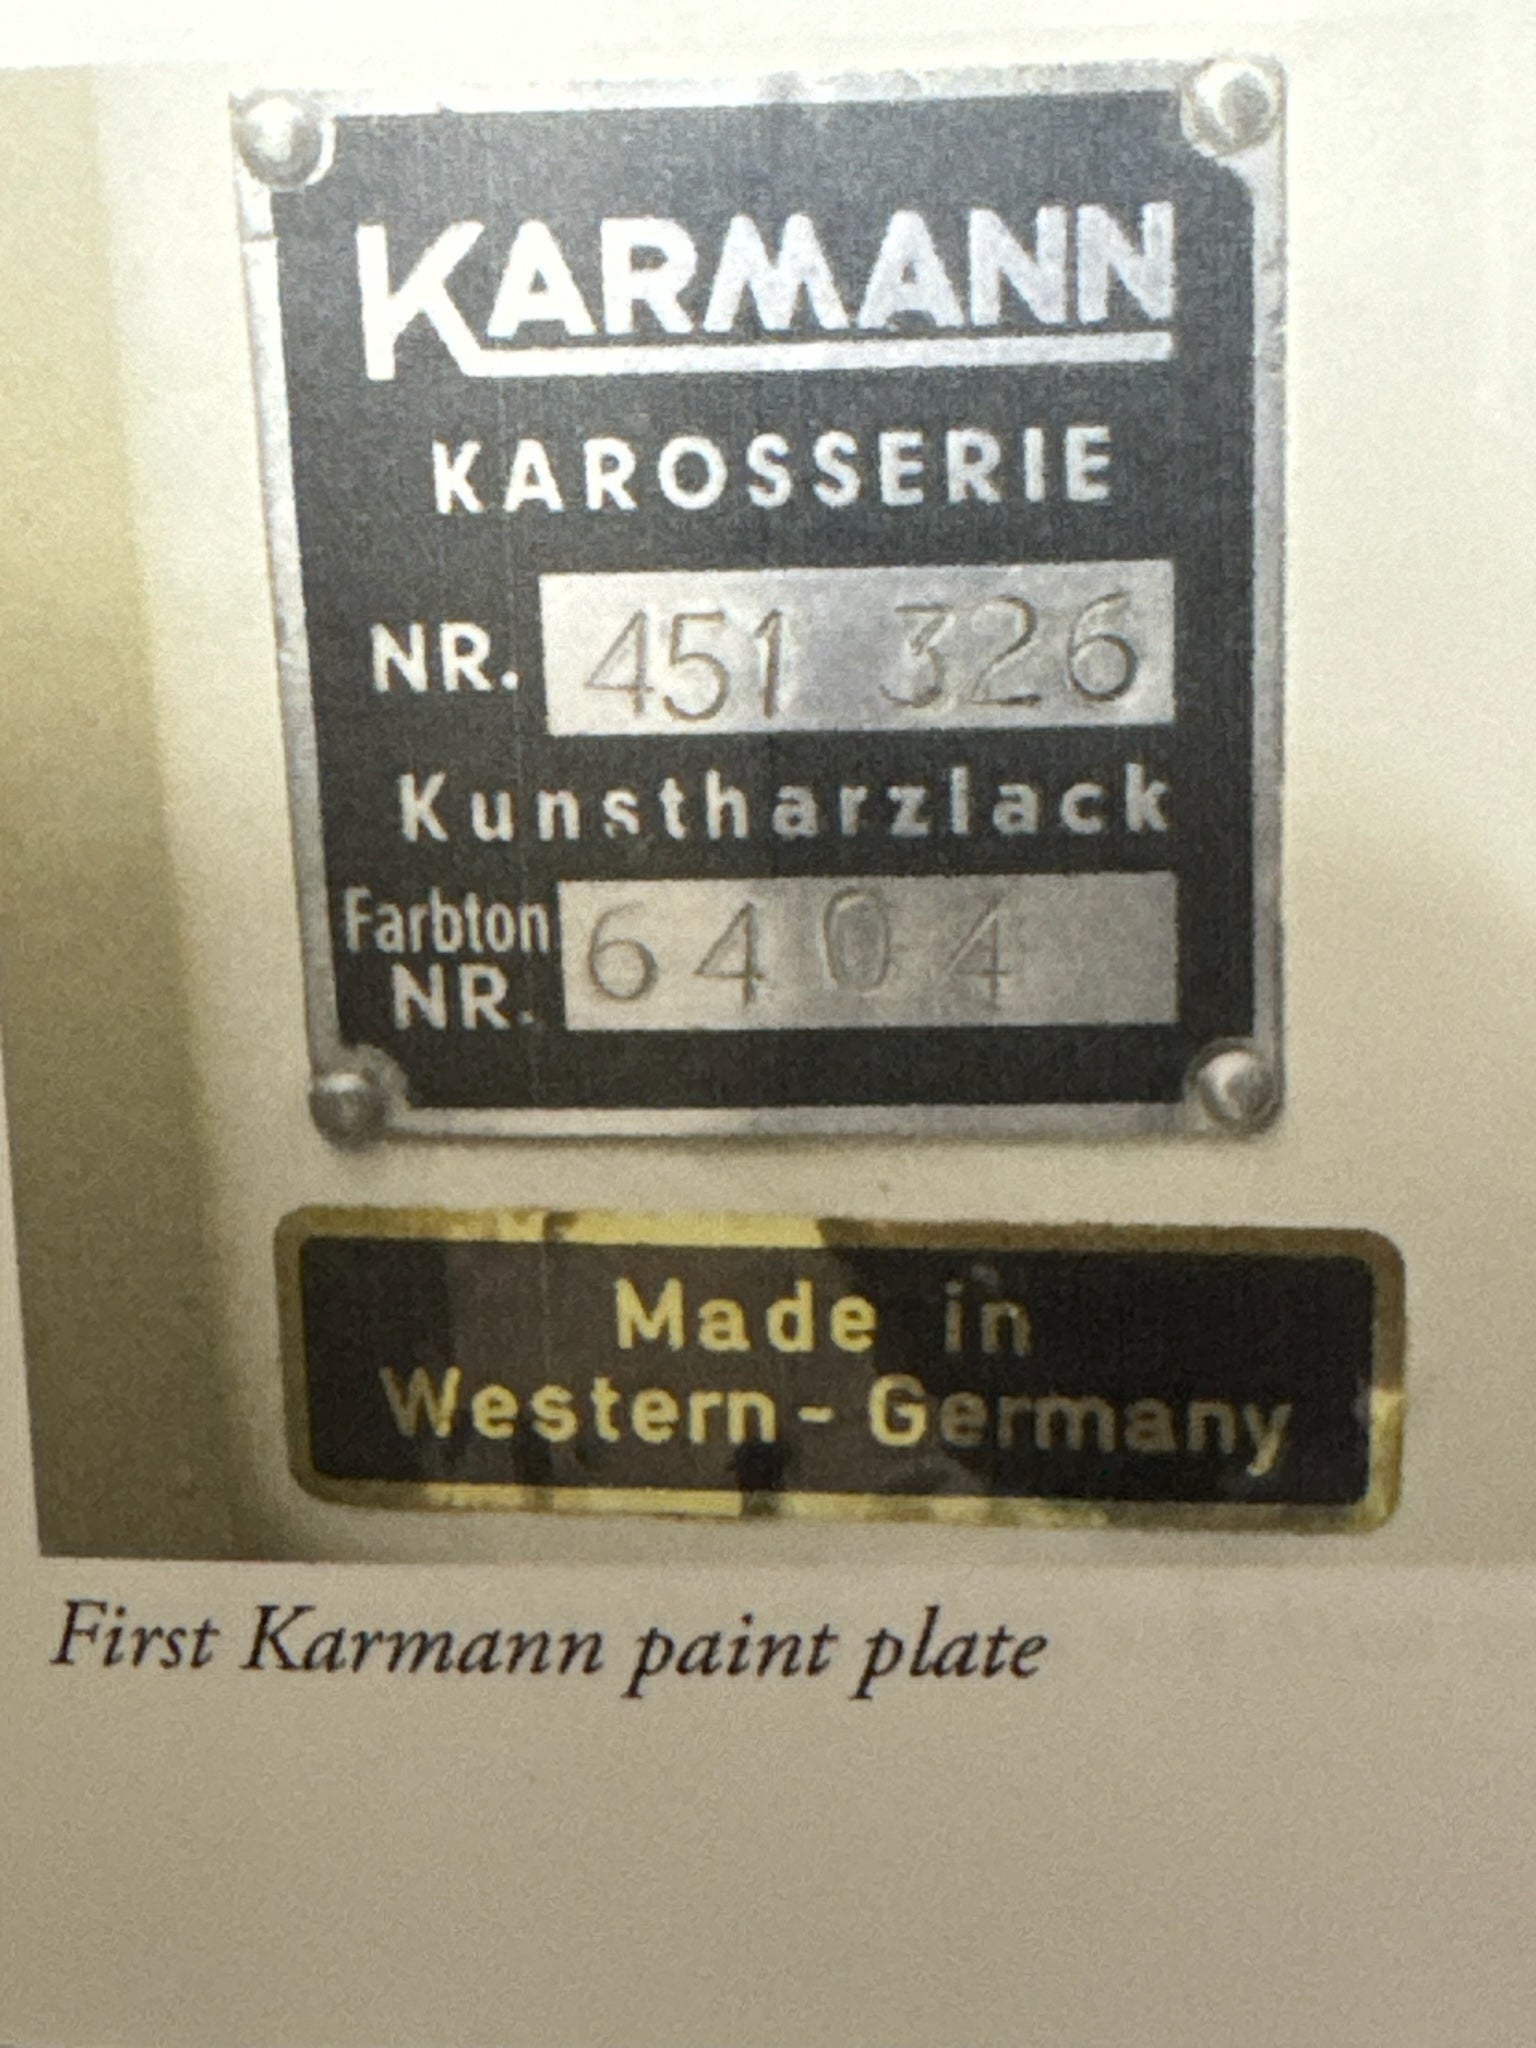 KARMANN
KAROSSERIE
NR. 451 326
Kunstharzlack
Farbton
NR. 6404
Made in
Western-Germany
First Karmann paint plate